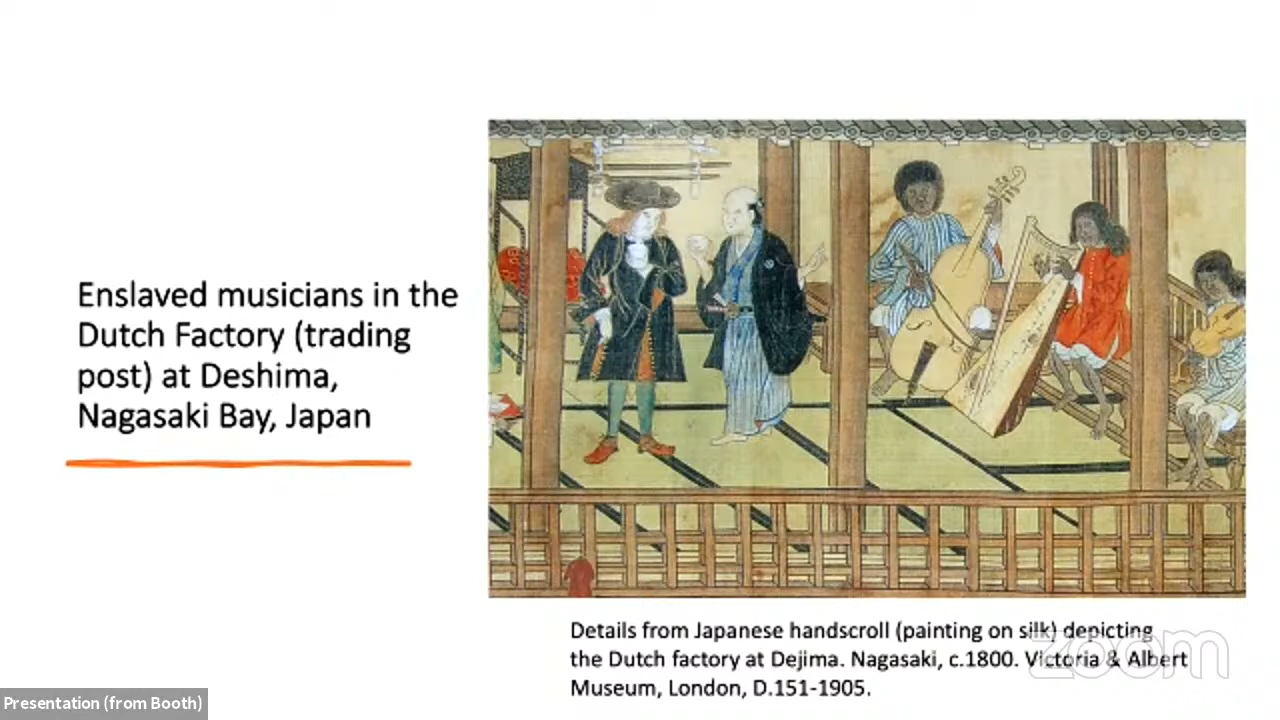 Enslaved musicians in the
Dutch Factory (trading
post) at Deshima,
Nagasaki Bay, Japan
Details from Japanese handscroll (painting on silk) depicting
the Dutch factory at Dejima. Nagasaki, c.1800. Victoria & Albert
Museum, London, D.151-1905.
zoom
Presentation (from Booth)